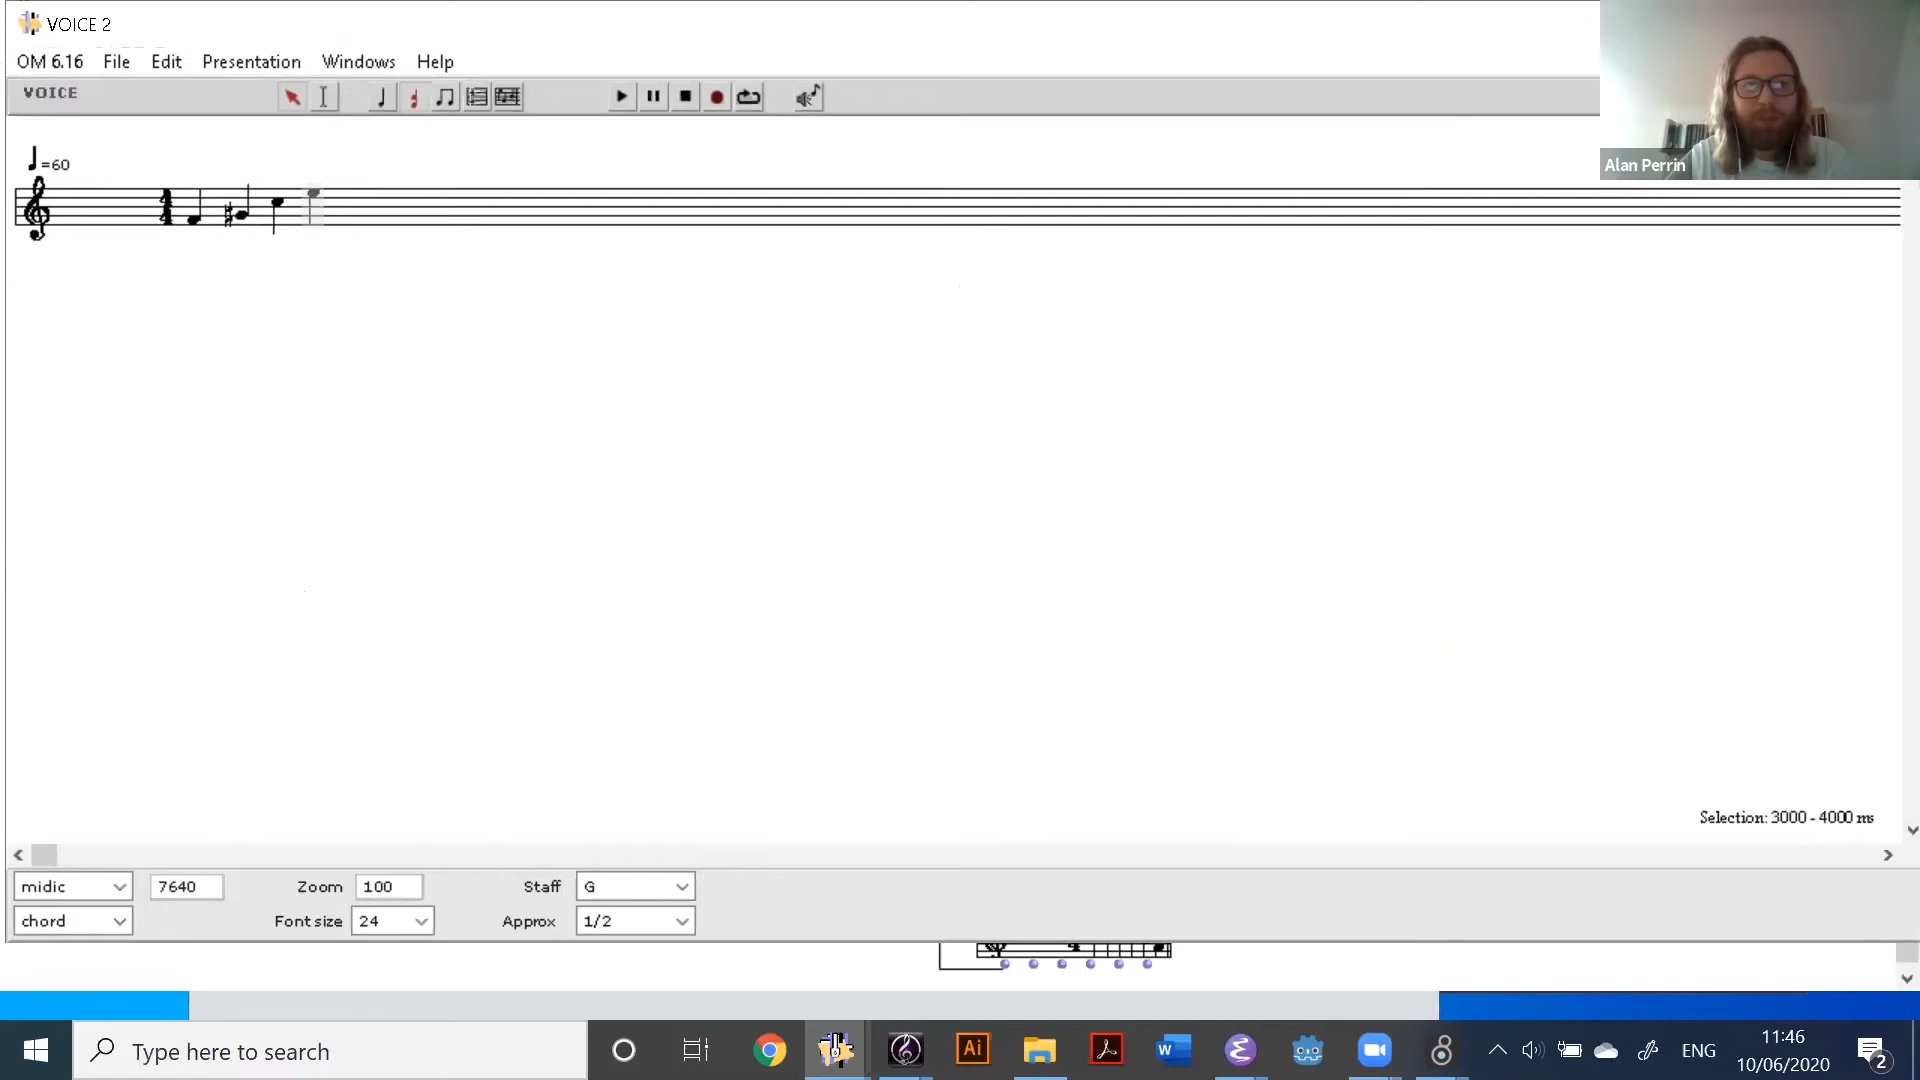 VOICE 2
OM 6.16 File Edit Presentation Windows Help
VOICE
Alan Perrin
=60
4
4
Selection: 3000 - 4000 ms
midic 7640 Zoom 100 Staff G
chord Font size 24 Approx 1/2
Type here to search
Ai
W
ENG
11:46
10/06/2020
2